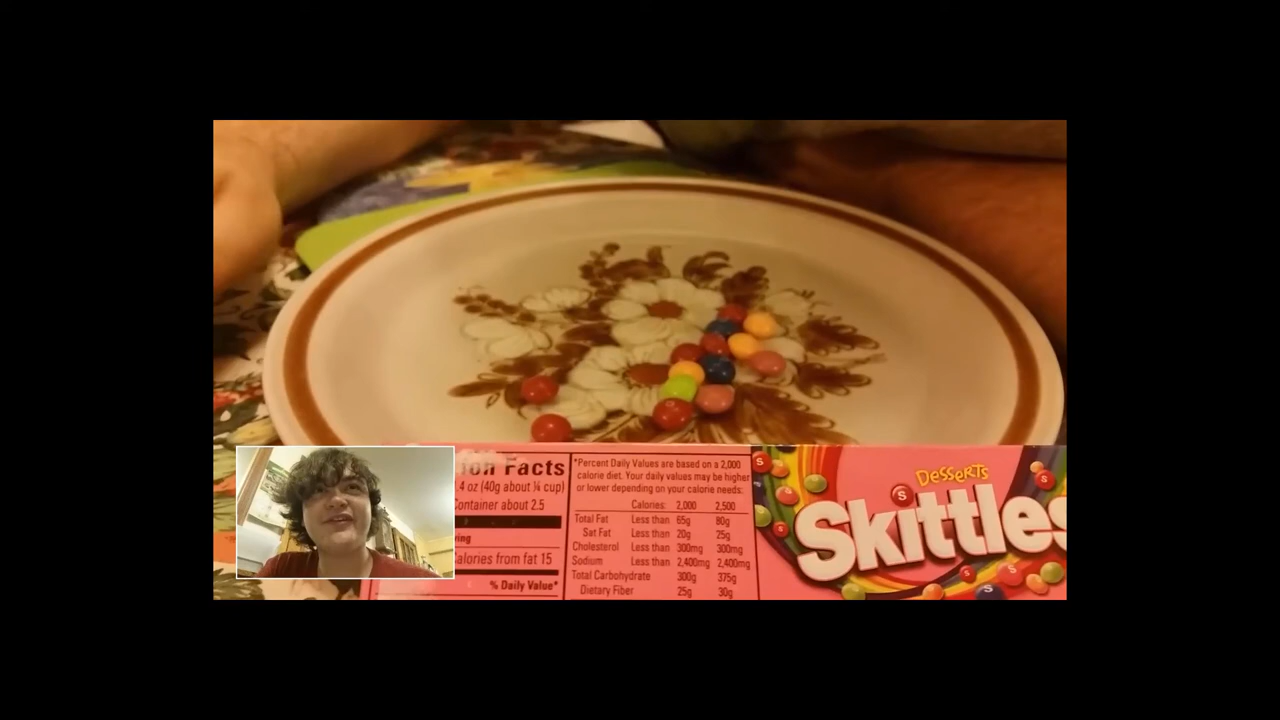 ion Facts
.4 oz (40g about ¼ cup)
Container about 2.5
ving
Calories from fat 15
% Daily Value*
*Percent Daily Values are based on a 2,000
calorie diet. Your daily values may be higher
or lower depending on your calorie needs:
Calories: 2,000 2,500
Total Fat Less than 65g 80g
Sat Fat Less than 20g 25g
Cholesterol Less than 300mg 300mg
Sodium Less than 2,400mg 2,400mg
Total Carbohydrate 300g 375g
Dietary Fiber 25g 30g
Desserts
Skittles
S
S
S
S
S
S
S